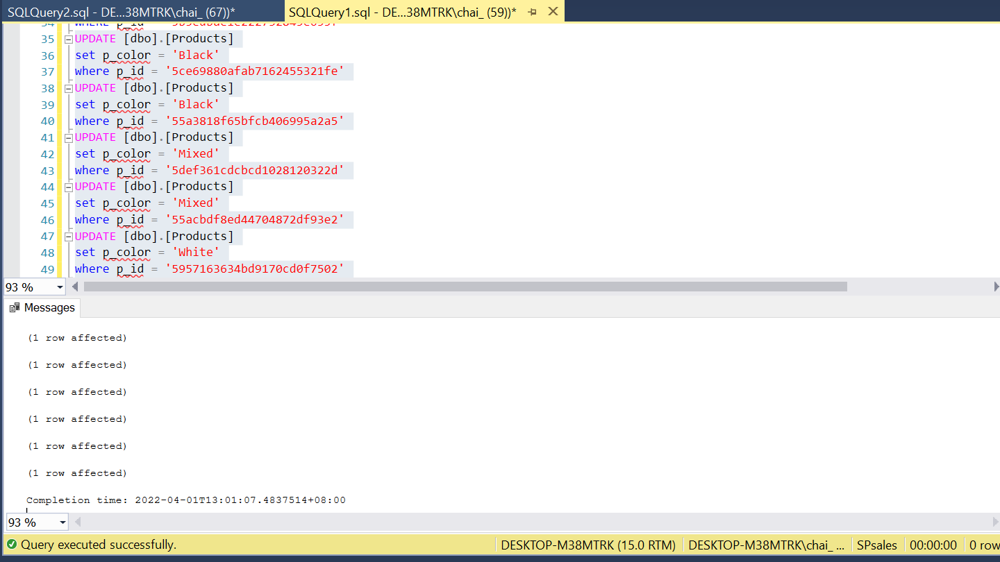 SQLQuery2.sql - DE...38MTRK\chai_ (67))*
SQLQuery1.sql - DE...38MTRK\chai_ (59))*
34 WHERE p_id
35 UPDATE [dbo].[Products]
36 set p_color = 'Black'
37 where p_id = '5ce69880afab7162455321fe'
38 UPDATE [dbo].[Products]
39 set p_color = 'Black'
40 where p_id = '55a3818f65bfcb406995a2a5'
41 UPDATE [dbo].[Products]
42 set p_color = 'Mixed'
43 where p_id = '5def361cdcbcd1028120322d'
44 UPDATE [dbo].[Products]
45 set p_color = 'Mixed'
46 where p_id = '55acbdf8ed44704872df93e2'
47 UPDATE [dbo].[Products]
48 set p_color = 'White'
49 where p_id = '5957163634bd9170cd0f7502'
93 %
Messages
(1 row affected)
(1 row affected)
(1 row affected)
(1 row affected)
(1 row affected)
(1 row affected)
Completion time: 2022-04-01T13:01:07.4837514+08:00
93 %
Query executed successfully.
DESKTOP-M38MTRK (15.0 RTM)
DESKTOP-M38MTRK\chai_ ...
SPsales
00:00:00
0 row